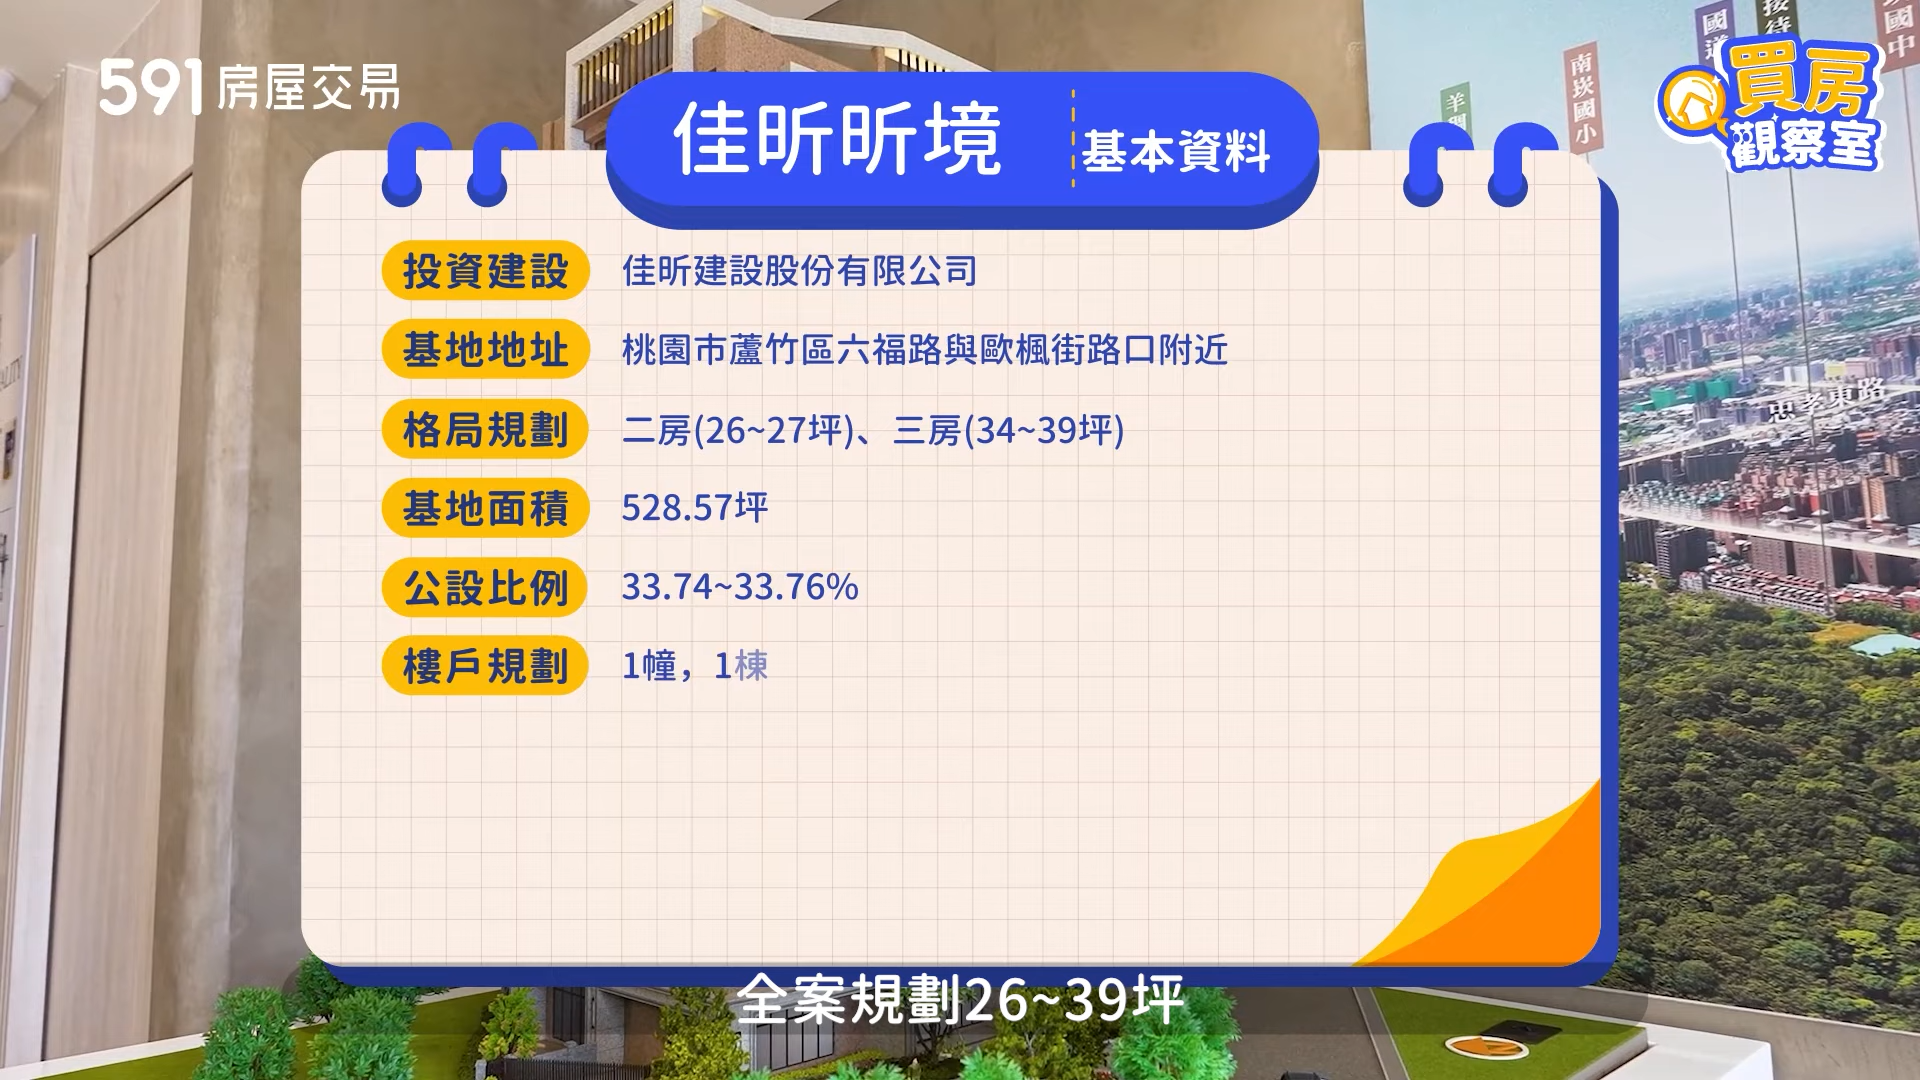 591房屋交易
買房
觀察室
佳昕昕境
基本資料
投資建設 佳昕建設股份有限公司
基地地址 桃園市蘆竹區六福路與歐楓街路口附近
格局規劃 二房(26~27坪)、三房(34~39坪)
基地面積 528.57坪
公設比例 33.74~33.76%
樓戶規劃 1幢，1棟
南崁國小
忠孝東路
全案規劃26~39坪